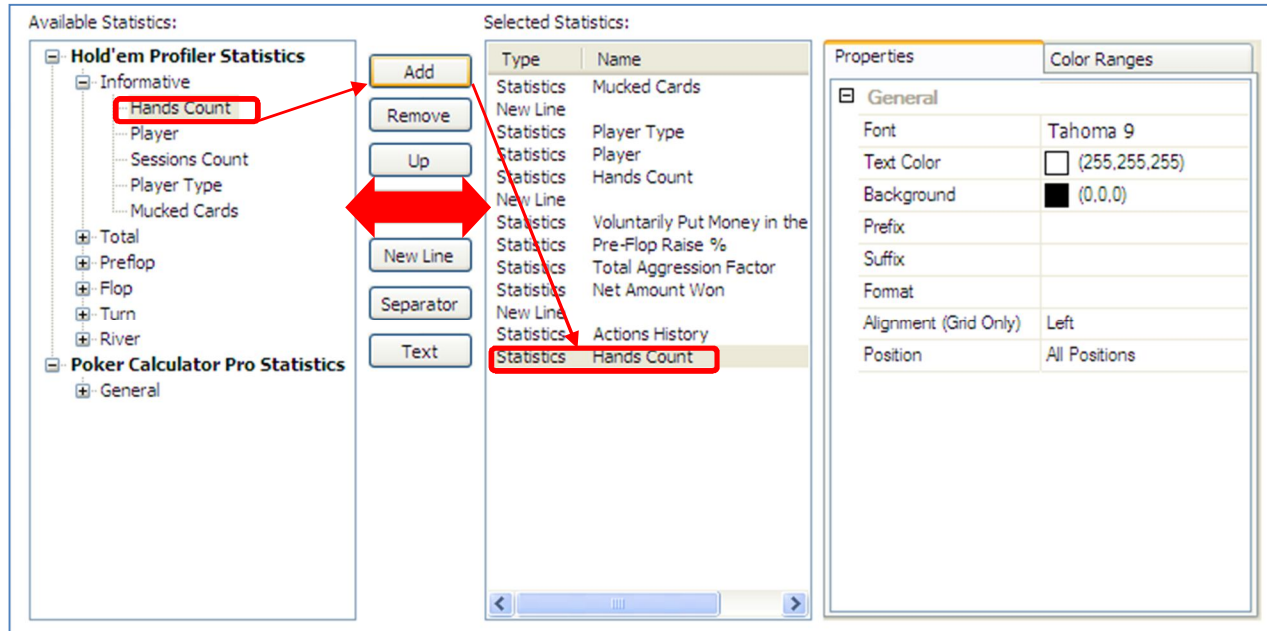 Available Statistics:
Hold'em Profiler Statistics
Informative
Hands Count
Player
Sessions Count
Player Type
Mucked Cards
Total
Preflop
Flop
Turn
River
Poker Calculator Pro Statistics
General
Add
Remove
Up
New Line
Separator
Text
Selected Statistics:
Type Name
Statistics Mucked Cards
New Line
Statistics Player Type
Statistics Player
Statistics Hands Count
New Line
Statistics Voluntarily Put Money in the
Statistics Pre-Flop Raise %
Statistics Total Aggression Factor
Statistics Net Amount Won
New Line
Statistics Actions History
Statistics Hands Count
Properties Color Ranges
General
Font Tahoma 9
Text Color (255,255,255)
Background (0,0,0)
Prefix
Suffix
Format
Alignment (Grid Only) Left
Position All Positions